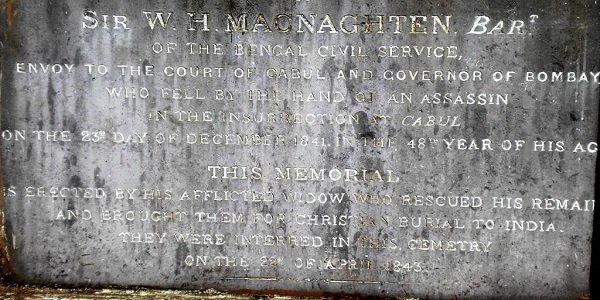 SIR W. H. MACNAGHTEN. BAR.T
OF THE BENGAL CIVIL SERVICE,
ENVOY TO THE COURT OF CABUL AND GOVERNOR OF BOMBAY
WHO FELL BY THE HAND OF AN ASSASSIN
IN THE INSURRECTION AT CABUL
ON THE 23D DAY OF DECEMBER 1841. IN THE 48TH YEAR OF HIS AG
THIS MEMORIAL
S ERECTED BY HIS AFFLICTED WIDOW WHO RESCUED HIS REMAI
AND BROUGHT THEM FOR CHRISTIAN BURIAL TO INDIA.
THEY WERE INTERRED IN THIS CEMETRY
ON THE OF APRIL 1843.